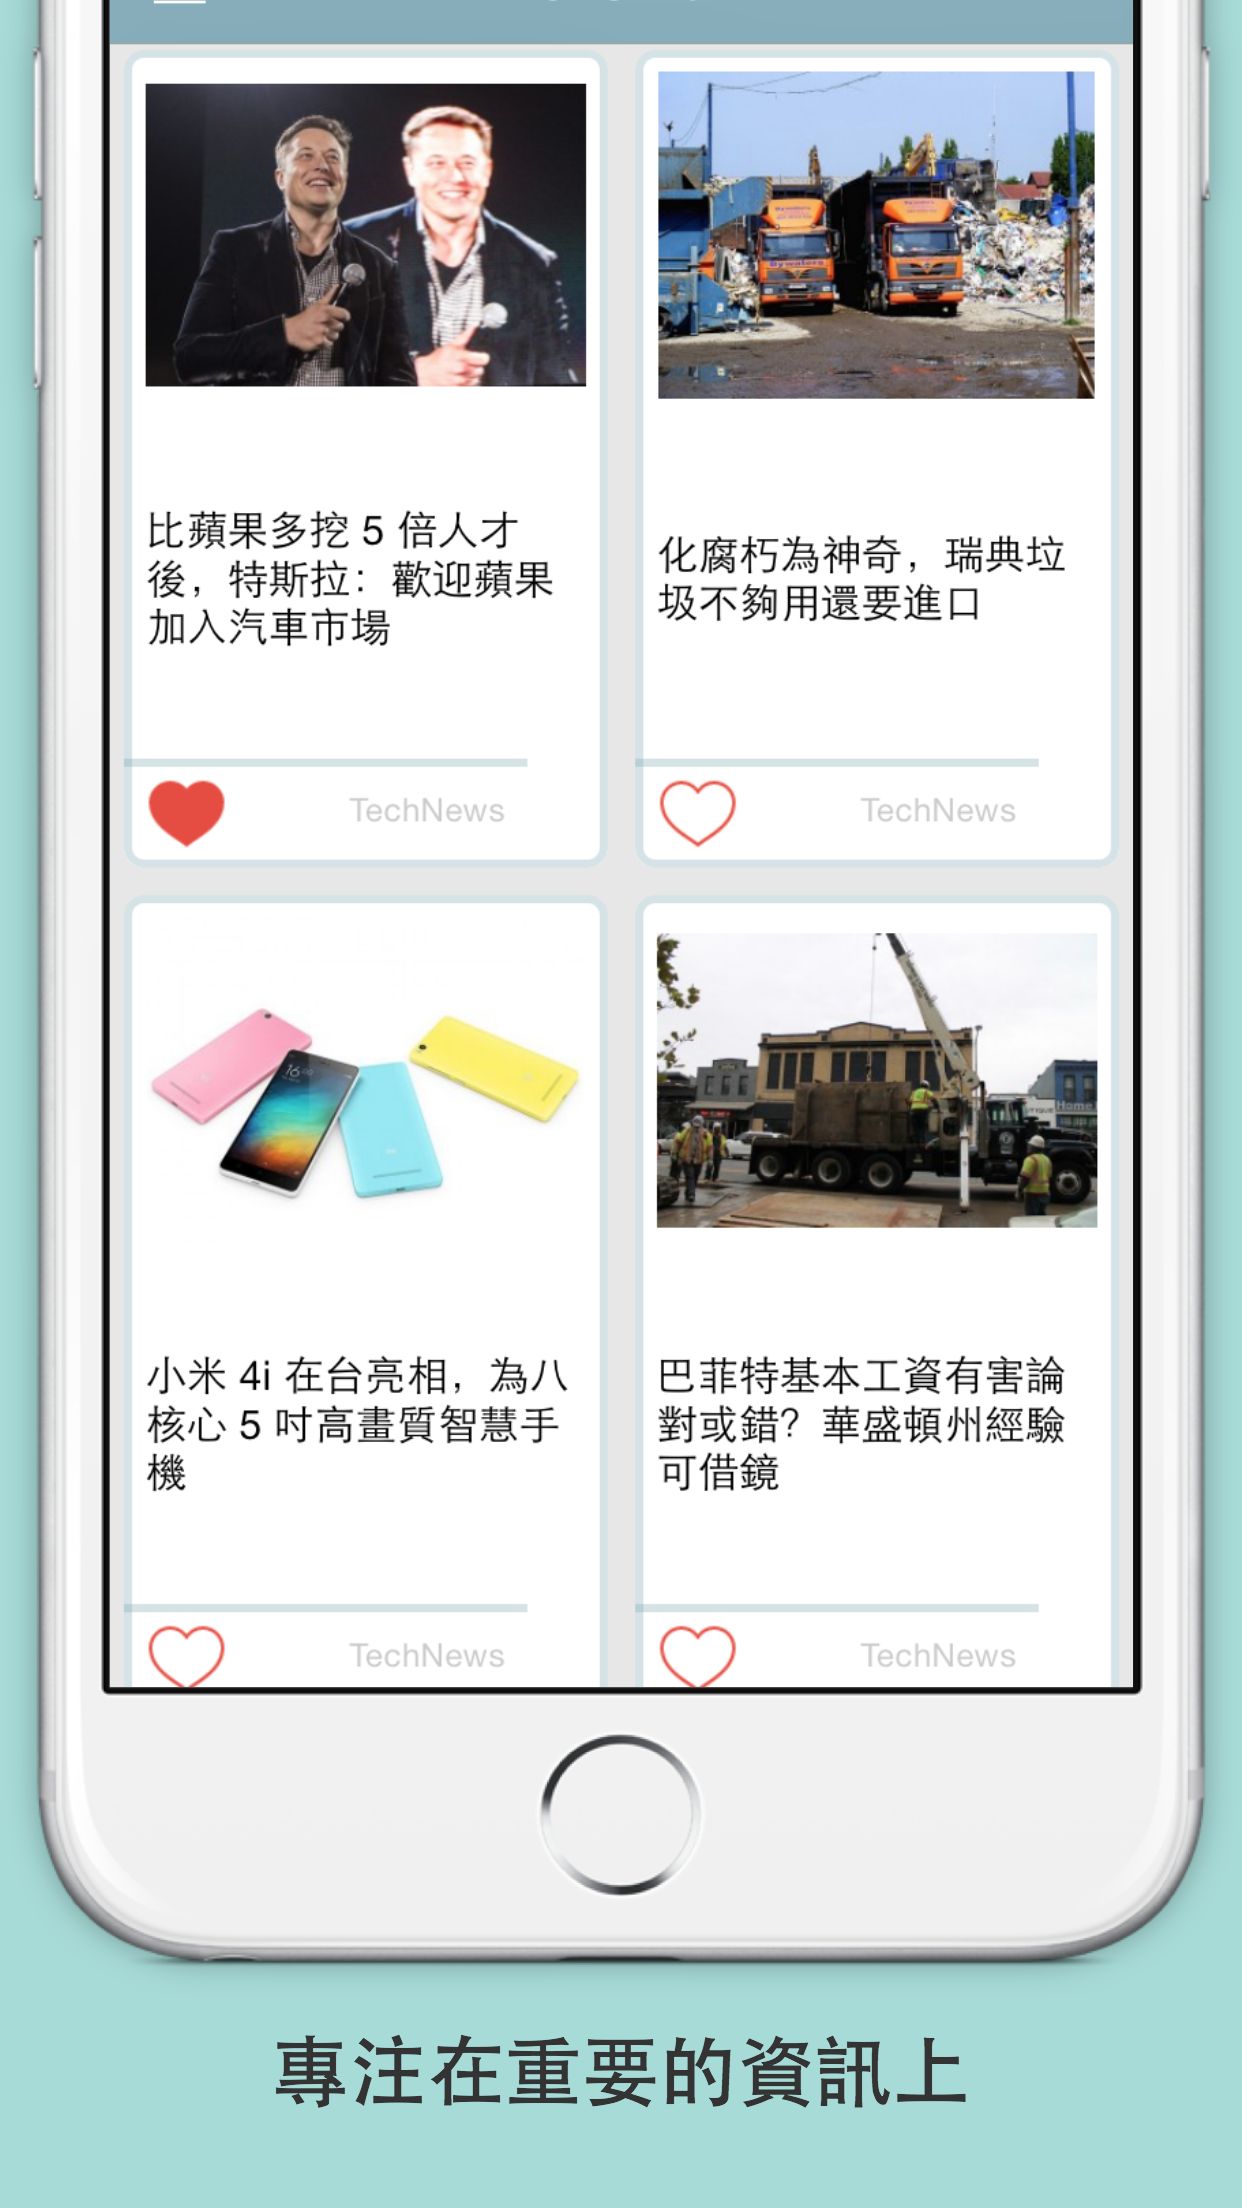 比蘋果多挖 5 倍人才
後，特斯拉：歡迎蘋果
加入汽車市場
TechNews
化腐朽為神奇，瑞典垃
圾不夠用還要進口
TechNews
16:00
小米 4i 在台亮相，為八
核心 5 吋高畫質智慧手
機
TechNews
Home
巴菲特基本工資有害論
對或錯？華盛頓州經驗
可借鏡
TechNews
專注在重要的資訊上